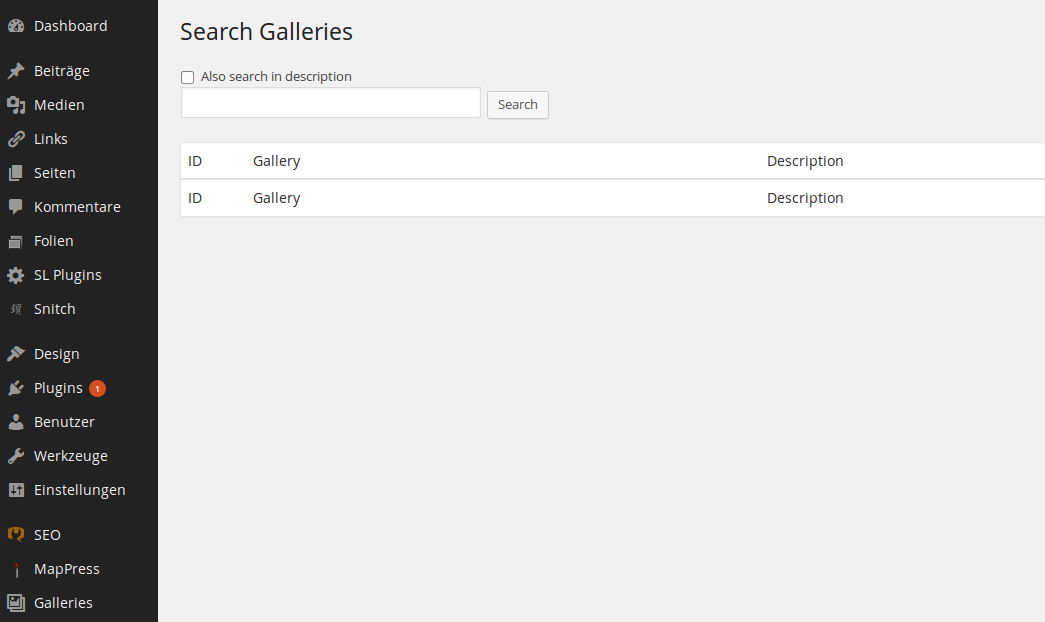 Dashboard
Beiträge
Medien
Links
Seiten
Kommentare
Folien
SL Plugins
Snitch
Design
Plugins 1
Benutzer
Werkzeuge
Einstellungen
SEO
MapPress
Galleries
Search Galleries
Also search in description
Search
ID Gallery Description
ID Gallery Description